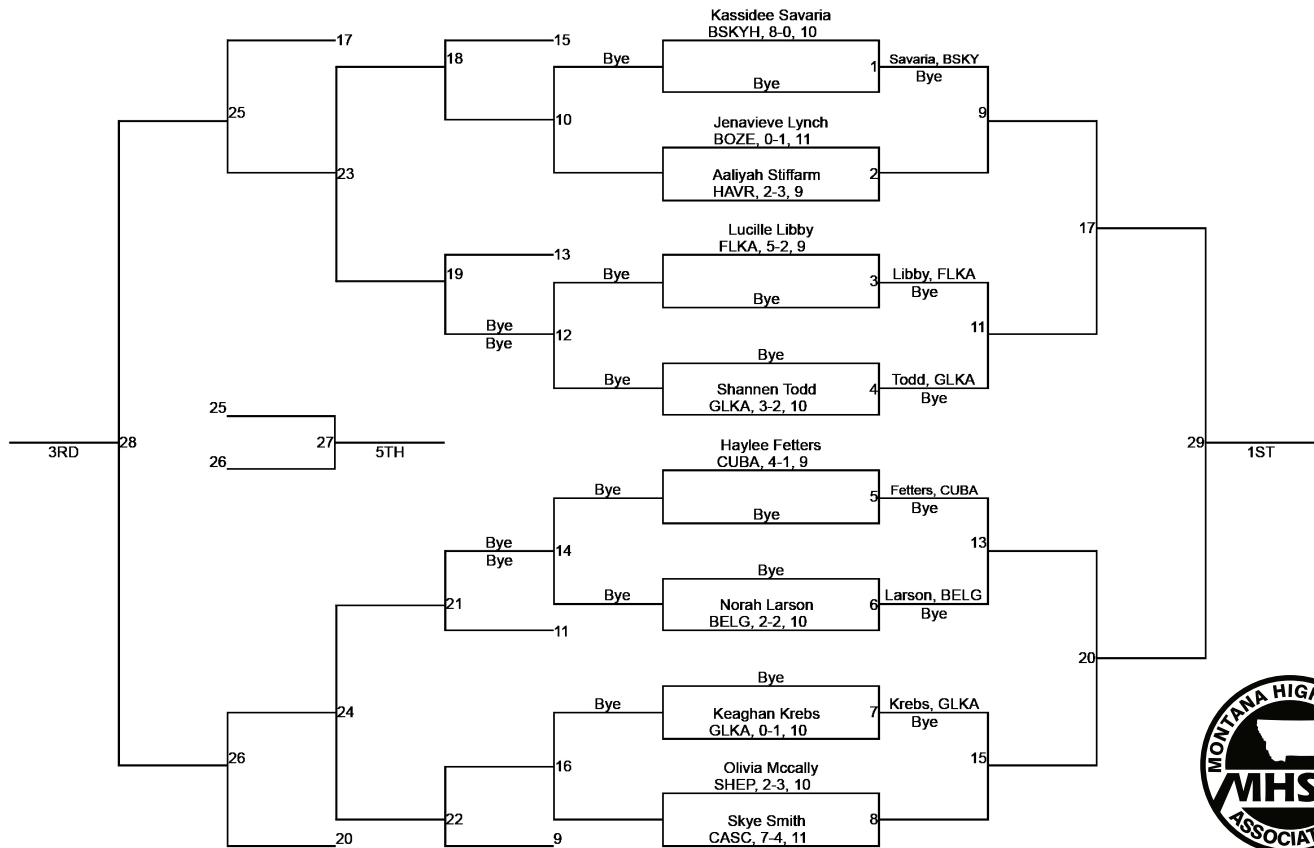 Kassidee Savaria
BSKYH, 8-0, 10
17
15
18
Bye
1
Savaria, BSKY
Bye
Bye
25
10
9
Jenavieve Lynch
BOZE, 0-1, 11
23
Aaliyah Stiffarm
HAVR, 2-3, 9
2
Lucille Libby
FLKA, 5-2, 9
17
13
19
Bye
3
Libby, FLKA
Bye
Bye
Bye
Bye
12
11
Bye
Bye
Shannen Todd
GLKA, 3-2, 10
4
Todd, GLKA
Bye
25
26
27
5TH
3RD
28
29
1ST
Haylee Fetters
CUBA, 4-1, 9
Bye
5
Fetters, CUBA
Bye
Bye
Bye
Bye
14
13
Bye
Bye
Norah Larson
BELG, 2-2, 10
6
Larson, BELG
Bye
21
11
20
Bye
Bye
Keaghan Krebs
GLKA, 0-1, 10
7
Krebs, GLKA
Bye
24
26
16
15
Olivia Mccally
SHEP, 2-3, 10
Skye Smith
CASC, 7-4, 11
8
22
20
9
MONTANA HIG
MHS
ASSOCIAT